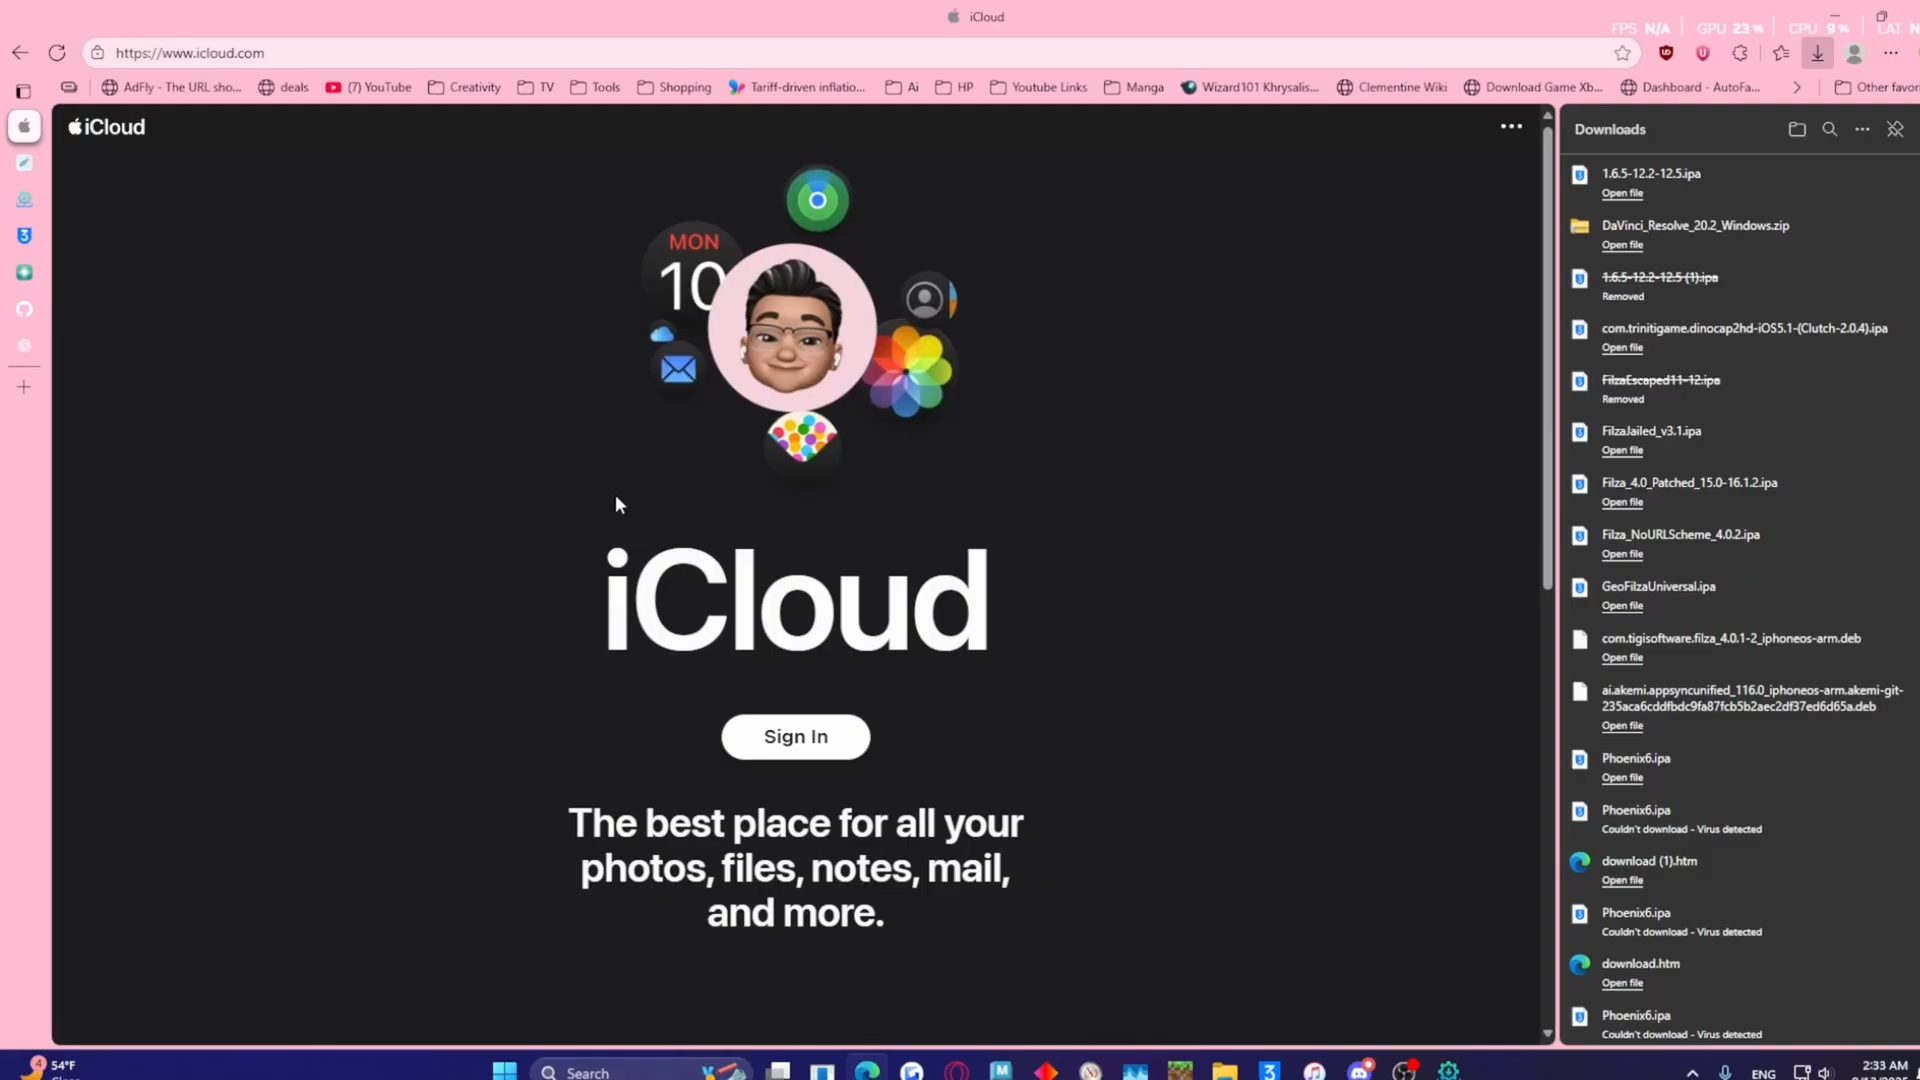 iCloud
FPS N/A GPU 23 % CPU 9 % LAT N
https://www.icloud.com
AdFly - The URL sho... deals (7) YouTube Creativity TV Tools Shopping Tariff-driven inflatio... Ai HP Youtube Links Manga Wizard101 Khrysalis... Clementine Wiki Download Game Xb... Dashboard - AutoFa... Other favor
iCloud
MON
10
iCloud
Sign In
The best place for all your
photos, files, notes, mail,
and more.
Downloads
1.6.5-12.2-12.5.ipa
Open file
DaVinci_Resolve_20.2_Windows.zip
Open file
1.6.5-12.2-12.5 (1).ipa
Removed
com.trinitigame.dinocap2hd-iOS5.1-(Clutch-2.0.4).ipa
Open file
FilzaEscaped11-12.ipa
Removed
FilzaJailed_v3.1.ipa
Open file
Filza_4.0_Patched_15.0-16.1.2.ipa
Open file
Filza_NoURLScheme_4.0.2.ipa
Open file
GeoFilzaUniversal.ipa
Open file
com.tigisoftware.filza_4.0.1-2_iphoneos-arm.deb
Open file
ai.akemi.appsyncunified_116.0_iphoneos-arm.akemi-git-
235aca6cddfbdc9fa87fcb5b2aec2df37ed6d65a.deb
Open file
Phoenix6.ipa
Open file
Phoenix6.ipa
Couldn't download - Virus detected
download (1).htm
Open file
Phoenix6.ipa
Couldn't download - Virus detected
download.htm
Open file
Phoenix6.ipa
Couldn't download - Virus detected
4
54°F
Search
ENG
2:33 AM